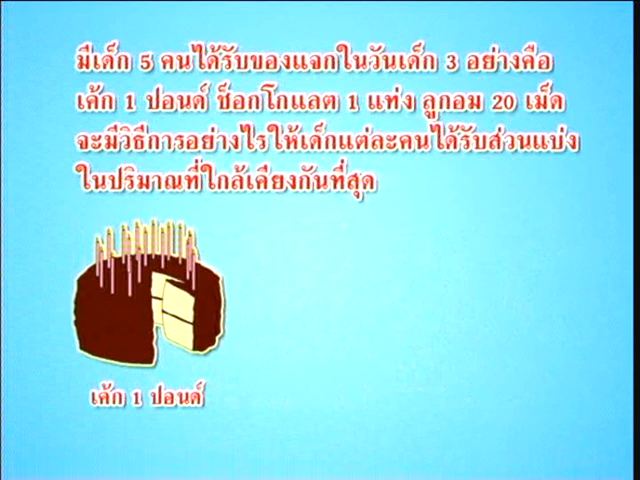 มีเด็ก 5 คนได้รับของแจกในวันเด็ก 3 อย่างคือ
เค้ก 1 ปอนด์ ช็อกโกแลต 1 แท่ง ลูกอม 20 เม็ด
จะมีวิธีการอย่างไรให้เด็กแต่ละคนได้รับส่วนแบ่ง
ในปริมาณที่ใกล้เคียงกันที่สุด
เค้ก 1 ปอนด์